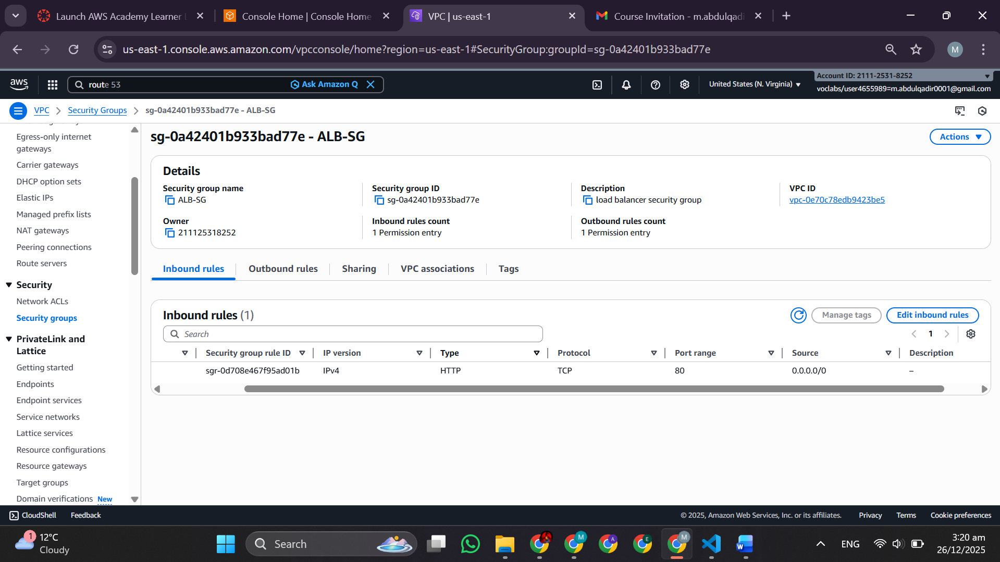 Launch AWS Academy Learner L
Console Home | Console Home
VPC | us-east-1
Course Invitation - m.abdulqadi
us-east-1.console.aws.amazon.com/vpcconsole/home?region=us-east-1#SecurityGroup:groupId=sg-0a42401b933bad77e
M
aws
route 53
Ask Amazon Q
United States (N. Virginia)
Account ID: 2111-2531-8252
voclabs/user4655989=m.abdulqadir0001@gmail.com
VPC
Security Groups
sg-0a42401b933bad77e - ALB-SG
Egress-only internet
gateways
Carrier gateways
DHCP option sets
Elastic IPs
Managed prefix lists
NAT gateways
Peering connections
Route servers
Security
Network ACLs
Security groups
PrivateLink and
Lattice
Getting started
Endpoints
Endpoint services
Service networks
Lattice services
Resource configurations
Resource gateways
Target groups
Domain verifications New
sg-0a42401b933bad77e - ALB-SG
Actions
Details
Security group name
ALB-SG
Security group ID
sg-0a42401b933bad77e
Description
load balancer security group
VPC ID
vpc-0e70c78edb9423be5
Owner
211125318252
Inbound rules count
1 Permission entry
Outbound rules count
1 Permission entry
Inbound rules
Outbound rules
Sharing
VPC associations
Tags
Inbound rules (1)
Manage tags
Edit inbound rules
Search
1
Security group rule ID
IP version
Type
Protocol
Port range
Source
Description
sgr-0d708e467f95ad01b
IPv4
HTTP
TCP
80
0.0.0.0/0
–
CloudShell
Feedback
© 2025, Amazon Web Services, Inc. or its affiliates.
Privacy
Terms
Cookie preferences
1
12°C
Cloudy
Search
M
A
E
M
W
ENG
3:20 am
26/12/2025